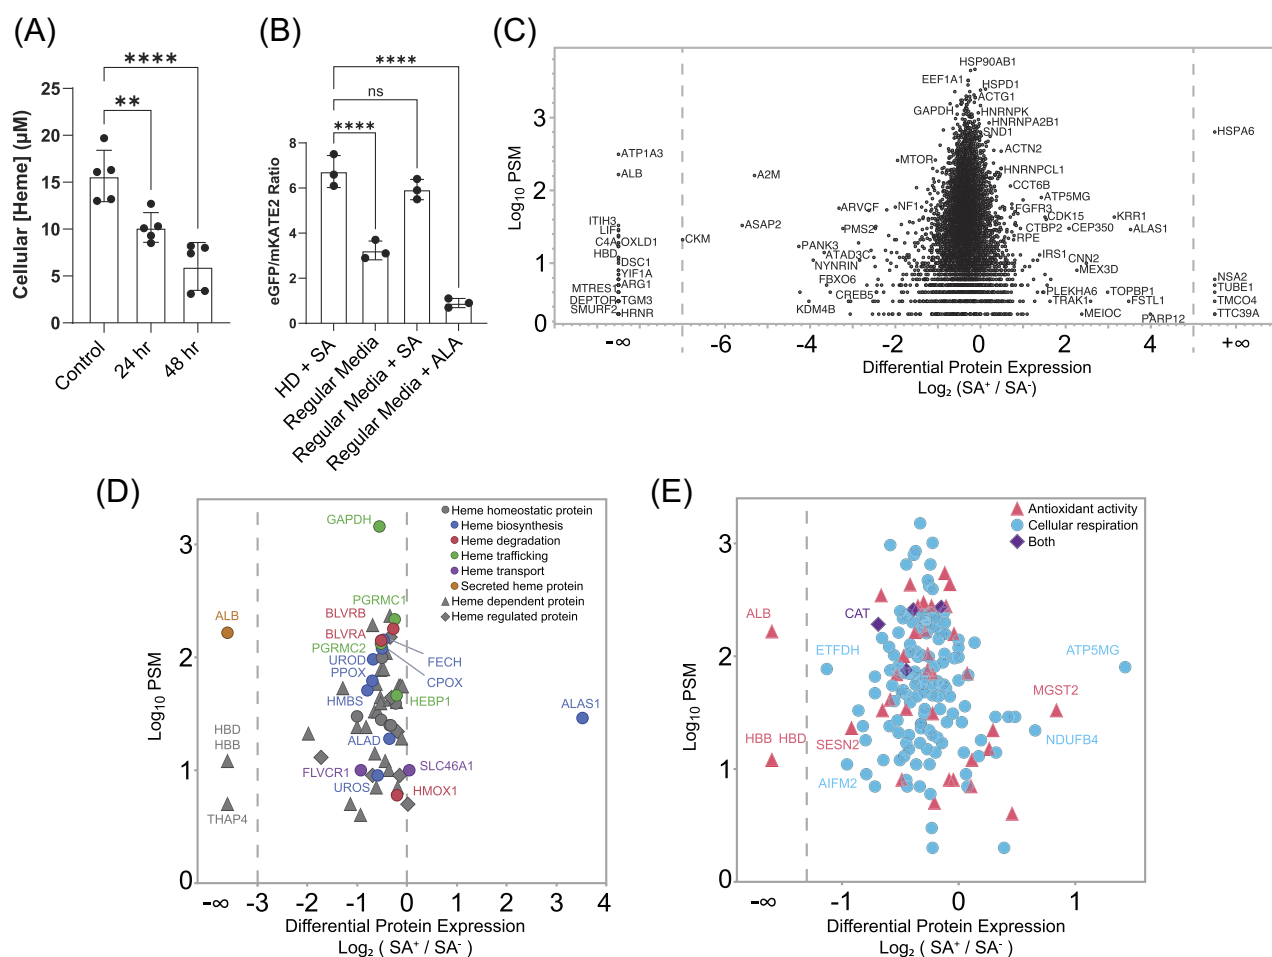 (A)
****
**
Cellular [Heme] (µM)
25
20
15
10
5
0
Control
24 hr
48 hr
(B)
****
ns
****
eGFP/mKATE2 Ratio
8
6
4
2
0
HD + SA
Regular Media
Regular Media + SA
Regular Media + ALA
(C)
Log10 PSM
3
2
1
0
HSP90AB1
EEF1A1
HSPD1
ACTG1
GAPDH
HNRNPK
HNRNPA2B1
SND1
HSPA6
ATP1A3
MTOR
ACTN2
ALB
A2M
HNRNPCL1
CCT6B
ATP5MG
ARVCF
NF1
FGFR3
CDK15
KRR1
ITIH3
LIF
ASAP2
PMS2
CTBP2
CEP350
ALAS1
C4A
OXLD1
CKM
PANK3
RPE
HBD
ATAD3C
IRS1
CNN2
DSC1
NYNRIN
MEX3D
YIF1A
FBXO6
NSA2
ARG1
MTRES1
CREB5
PLEKHA6
TOPBP1
TUBE1
DEPTOR
TGM3
KDM4B
TRAK1
FSTL1
TMCO4
SMURF2
HRNR
MEIOC
PARP12
TTC39A
-∞
-6
-4
-2
0
2
4
+∞
Differential Protein Expression
Log₂ (SA⁺ / SA⁻)
(D)
Log10 PSM
3
2
1
0
GAPDH
Heme homeostatic protein
Heme biosynthesis
Heme degradation
Heme trafficking
Heme transport
Secreted heme protein
Heme dependent protein
Heme regulated protein
ALB
PGRMC1
BLVRB
BLVRA
PGRMC2
UROD
FECH
PPOX
CPOX
HMBS
HEBP1
ALAS1
HBD
HBB
ALAD
FLVCR1
SLC46A1
UROS
HMOX1
THAP4
-∞
-3
-2
-1
0
1
2
3
4
Differential Protein Expression
Log₂ ( SA⁺ / SA⁻)
(E)
Log10 PSM
3
2
1
0
Antioxidant activity
Cellular respiration
Both
ALB
CAT
ETFDH
ATP5MG
MGST2
HBB
HBD
SESN2
NDUFB4
AIFM2
-∞
-1
0
1
Differential Protein Expression
Log₂ ( SA⁺ / SA⁻)